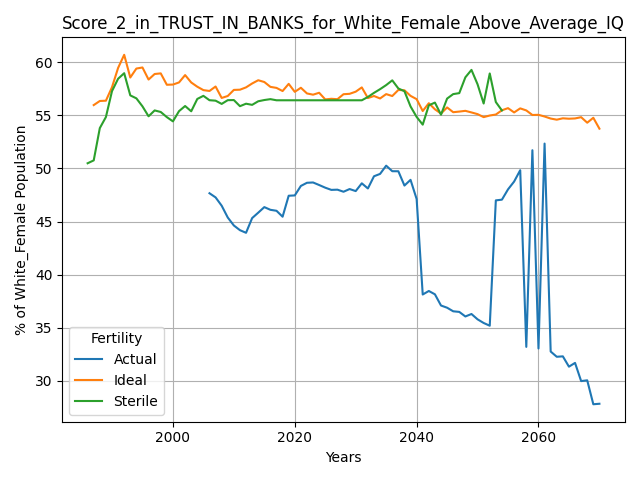 Score_2_in_TRUST_IN_BANKS_for_White_Female_Above_Average_IQ
% of White_Female Population
60
55
50
45
40
35
30
Fertility
Actual
Ideal
Sterile
2000
2020
2040
2060
Years